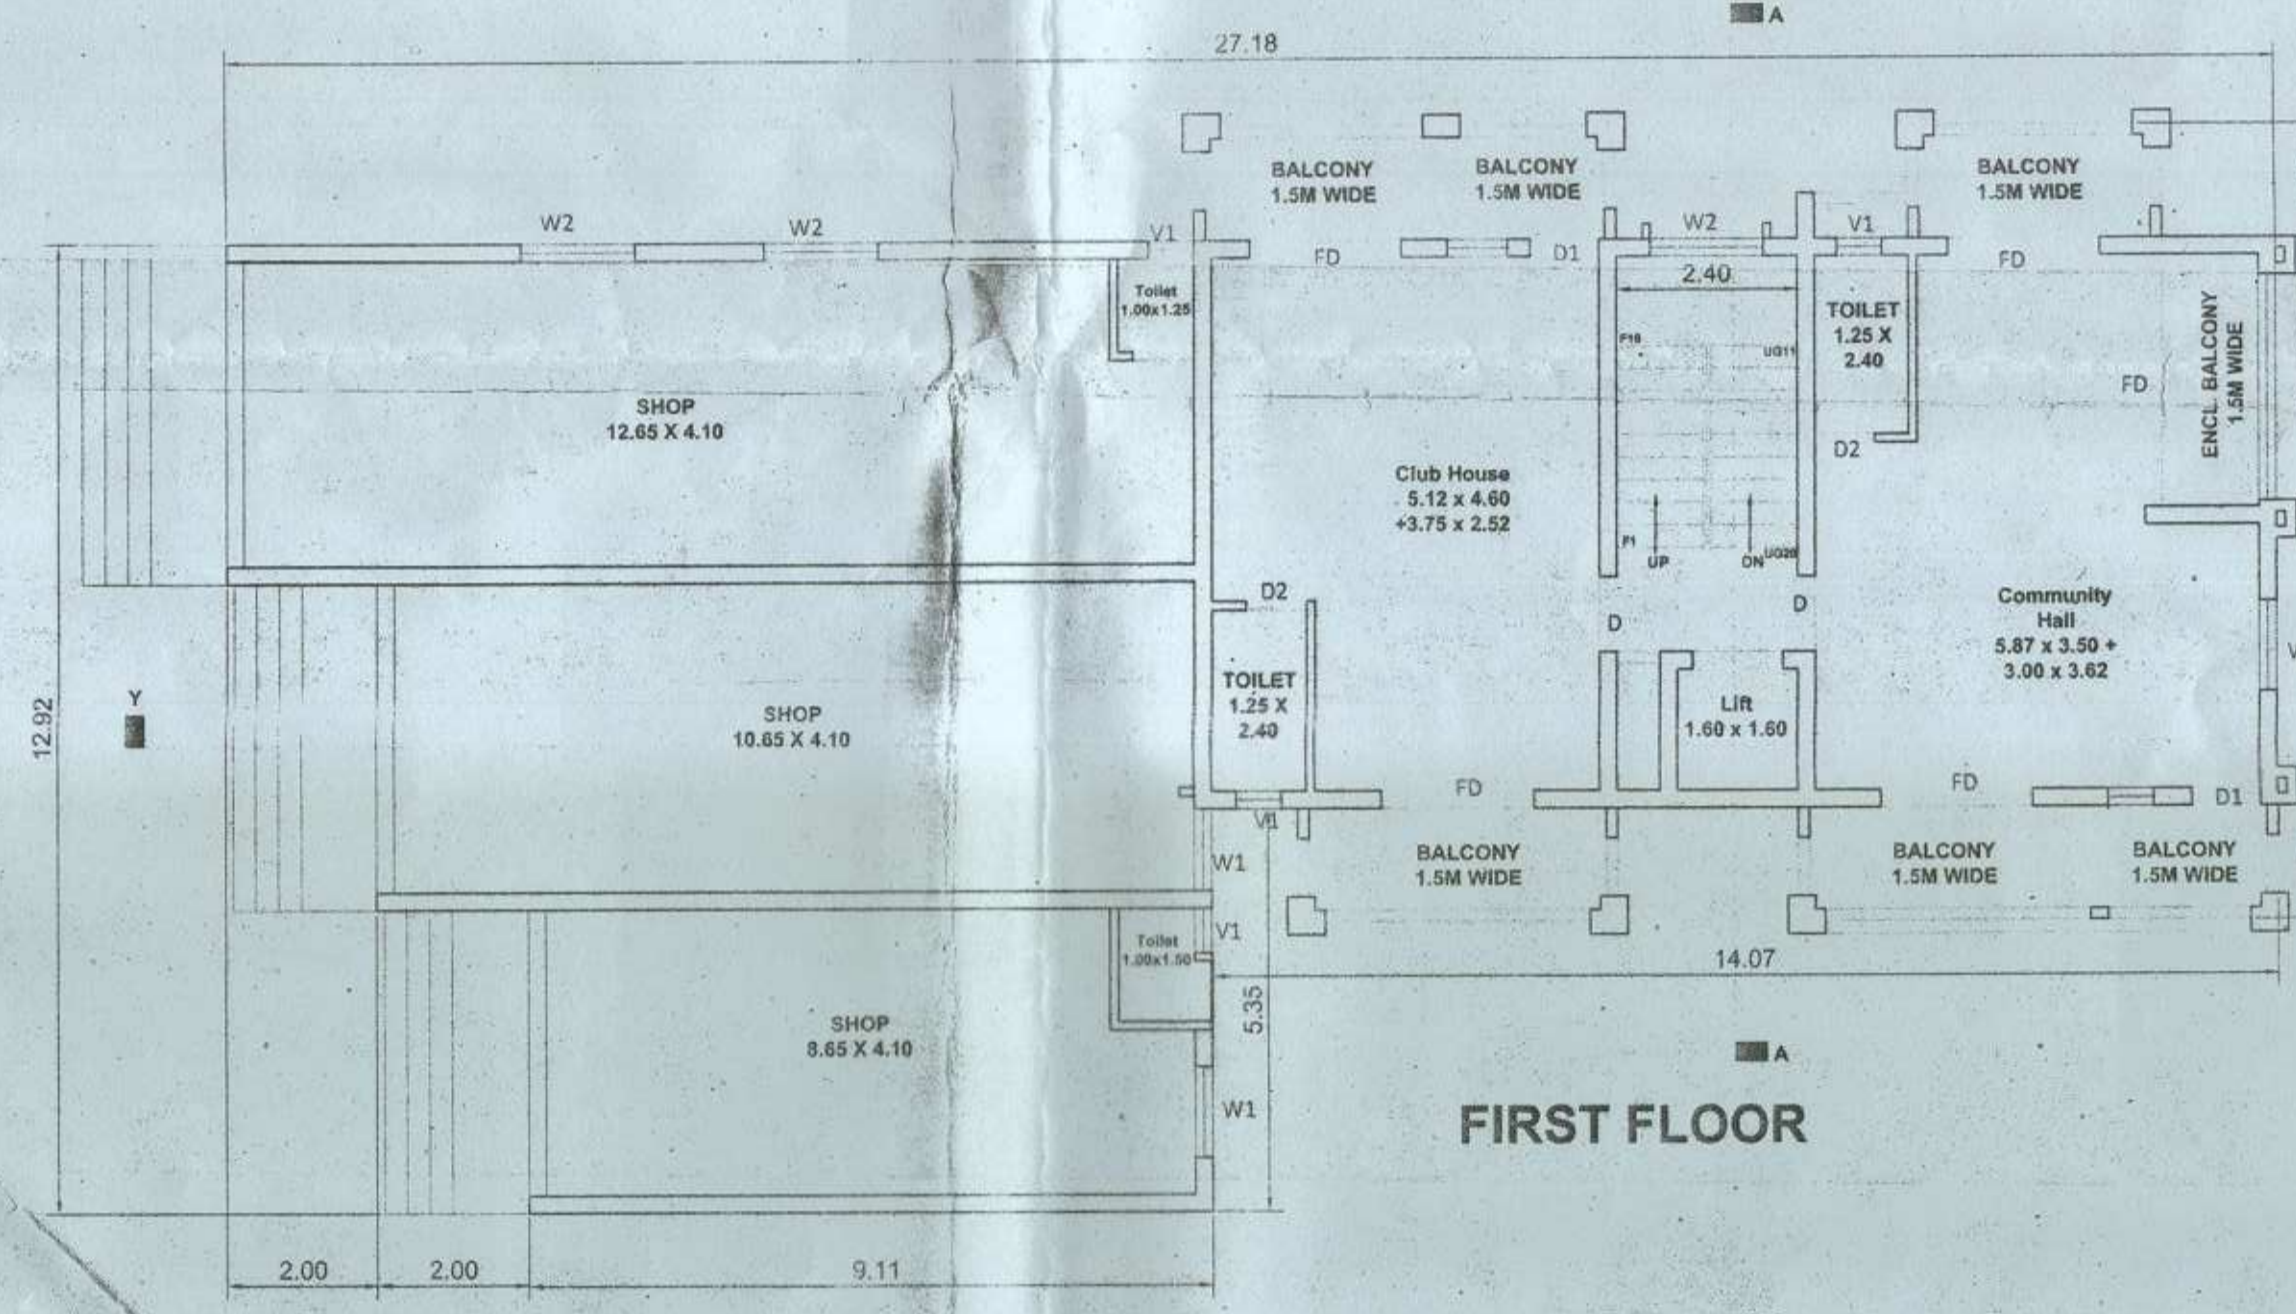 A
27.18
BALCONY
1.5M WIDE
BALCONY
1.5M WIDE
BALCONY
1.5M WIDE
W2
W2
V1
FD
D1
W2
V1
FD
2.40
Toilet
1.00x1.25
TOILET
1.25 X
2.40
ENCL. BALCONY
1.5M WIDE
UG11
FD
SHOP
12.65 X 4.10
D2
Club House
5.12 x 4.60
+3.75 x 2.52
F1
UP
DN
UG20
D2
D
D
Community
Hall
5.87 x 3.50 +
3.00 x 3.62
TOILET
1.25 X
2.40
Lift
1.60 x 1.60
Y
12.92
SHOP
10.65 X 4.10
FD
FD
D1
V1
W1
BALCONY
1.5M WIDE
BALCONY
1.5M WIDE
BALCONY
1.5M WIDE
V1
Toilet
1.00x1.50
14.07
5.35
SHOP
8.65 X 4.10
A
W1
FIRST FLOOR
2.00
2.00
9.11